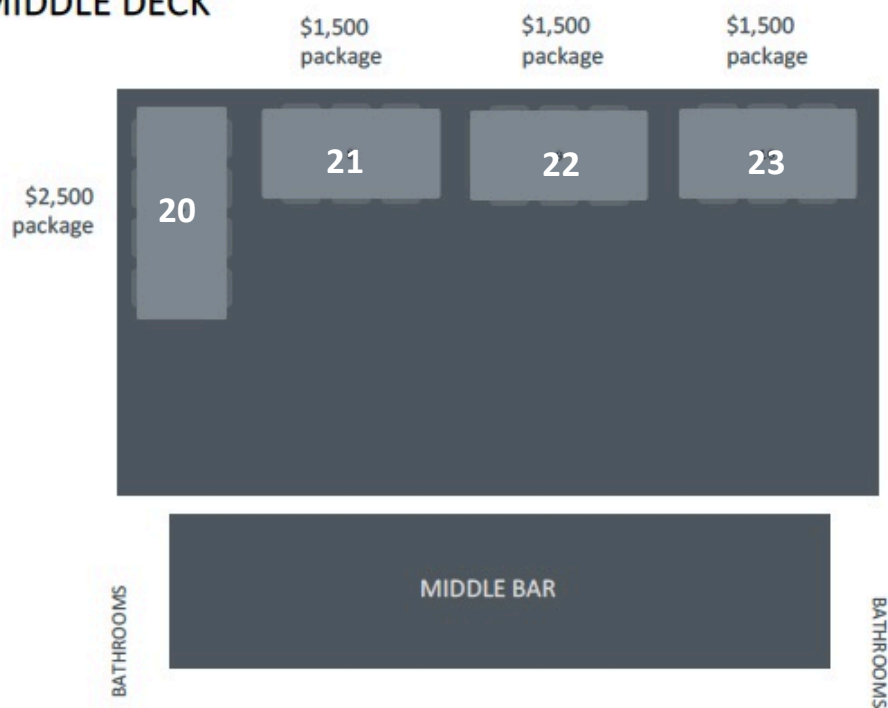 MIDDLE DECK
$1,500
package
$1,500
package
$1,500
package
$2,500
package
20
21
22
23
MIDDLE BAR
BATHROOMS
BATHROOMS